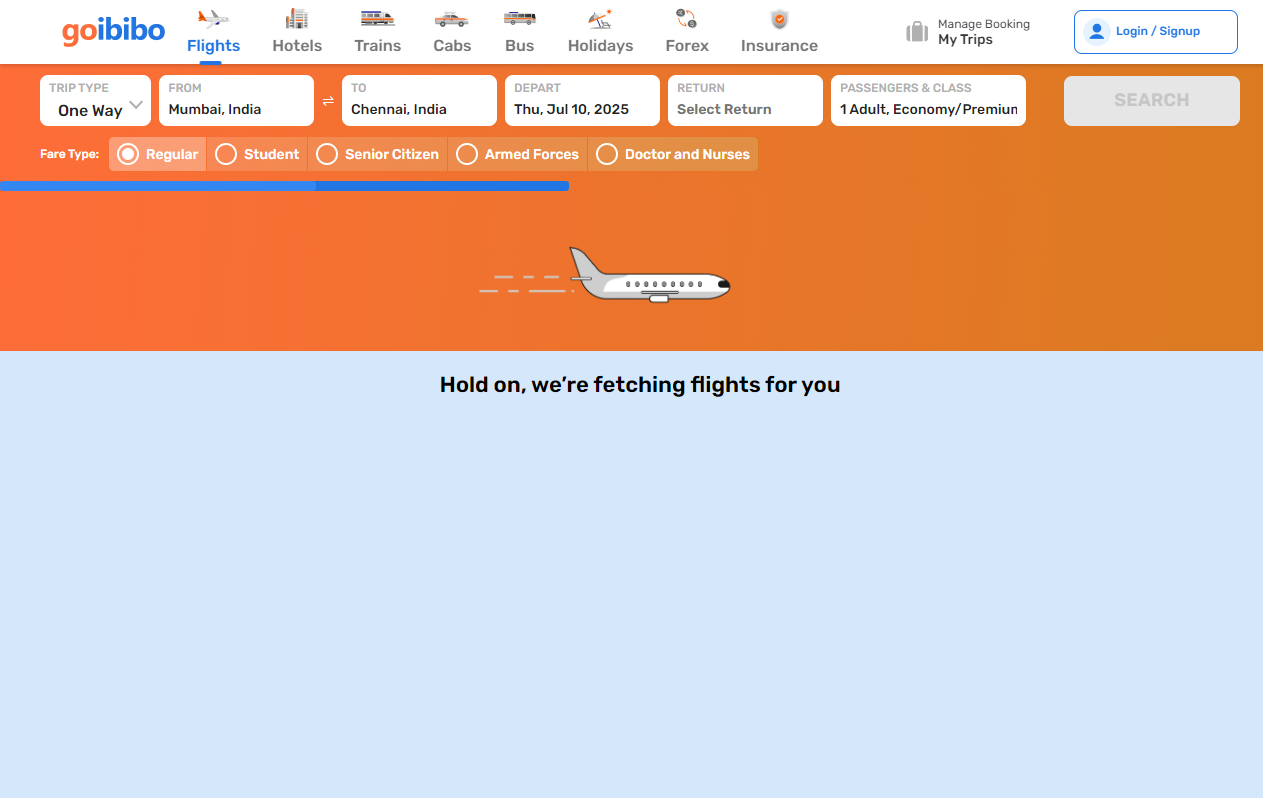 goibibo
Flights
Hotels
Trains
Cabs
Bus
Holidays
Forex
Insurance
Manage Booking
My Trips
Login / Signup
TRIP TYPE
One Way
FROM
Mumbai, India
TO
Chennai, India
DEPART
Thu, Jul 10, 2025
RETURN
Select Return
PASSENGERS & CLASS
1 Adult, Economy/Premiun
SEARCH
Fare Type:
Regular
Student
Senior Citizen
Armed Forces
Doctor and Nurses
Hold on, we’re fetching flights for you